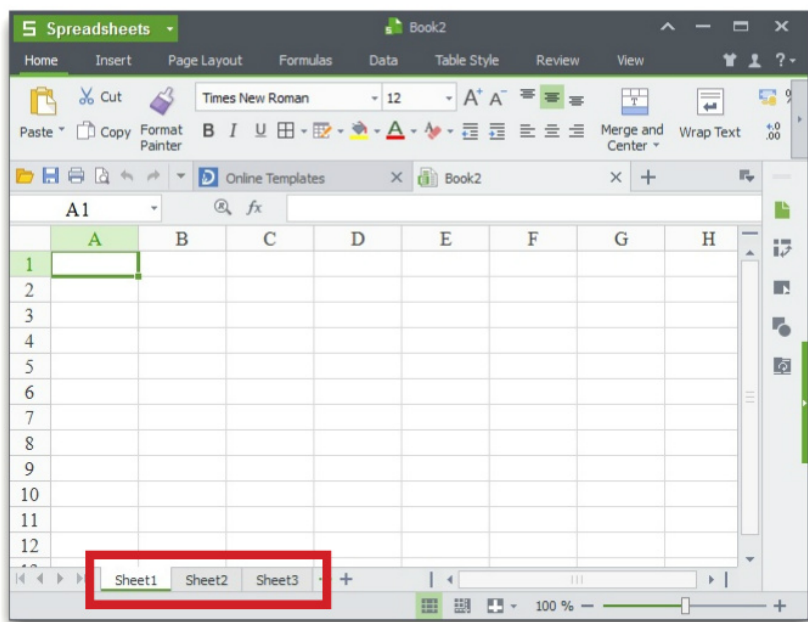 S Spreadsheets Book2
Home Insert Page Layout Formulas Data Table Style Review View ?
Cut Times New Roman 12 A+ A-
Paste Copy Format Painter B I U A Merge and Center Wrap Text +.0 .00
Online Templates Book2
A1 fx
A B C D E F G H
1
2
3
4
5
6
7
8
9
10
11
12
Sheet1 Sheet2 Sheet3 +
100 % — +